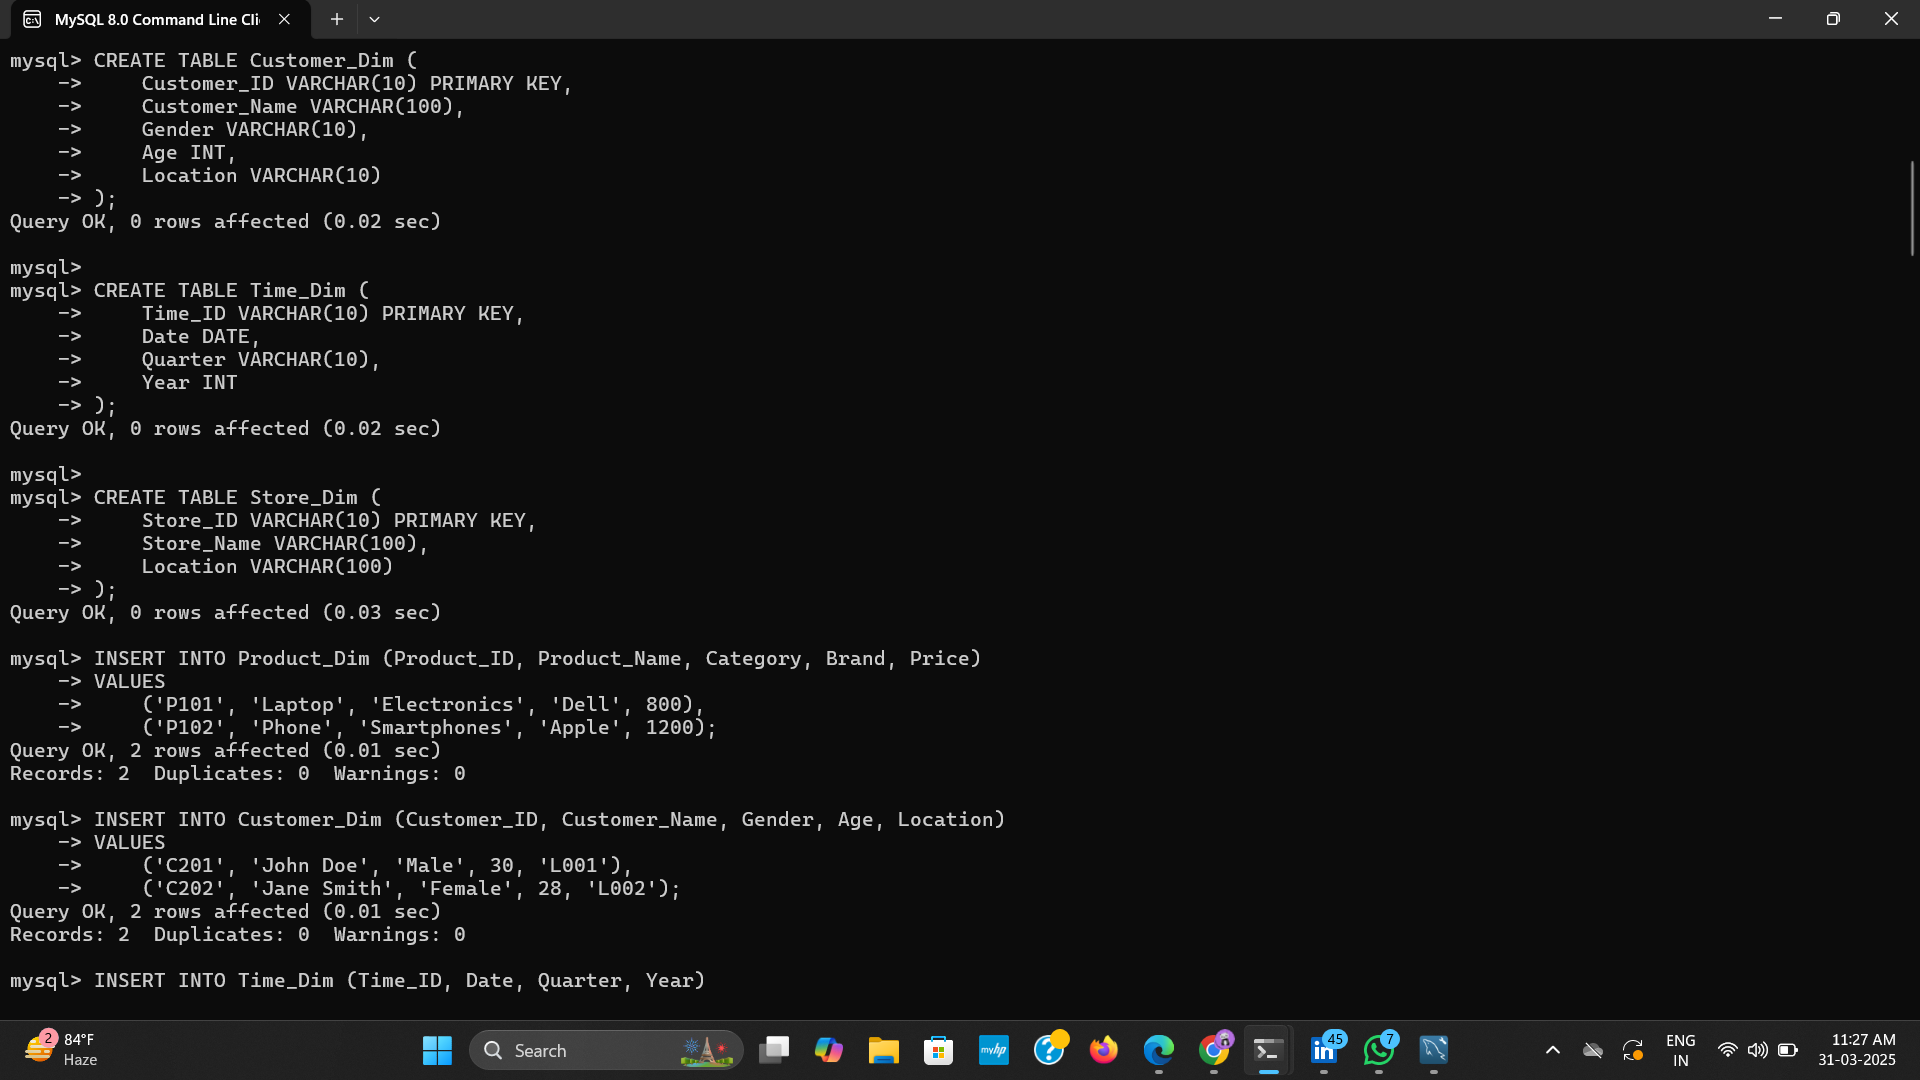 MySQL 8.0 Command Line Cli
mysql> CREATE TABLE Customer_Dim (
    ->     Customer_ID VARCHAR(10) PRIMARY KEY,
    ->     Customer_Name VARCHAR(100),
    ->     Gender VARCHAR(10),
    ->     Age INT,
    ->     Location VARCHAR(10)
    -> );
Query OK, 0 rows affected (0.02 sec)
mysql>
mysql> CREATE TABLE Time_Dim (
    ->     Time_ID VARCHAR(10) PRIMARY KEY,
    ->     Date DATE,
    ->     Quarter VARCHAR(10),
    ->     Year INT
    -> );
Query OK, 0 rows affected (0.02 sec)
mysql>
mysql> CREATE TABLE Store_Dim (
    ->     Store_ID VARCHAR(10) PRIMARY KEY,
    ->     Store_Name VARCHAR(100),
    ->     Location VARCHAR(100)
    -> );
Query OK, 0 rows affected (0.03 sec)
mysql> INSERT INTO Product_Dim (Product_ID, Product_Name, Category, Brand, Price)
    -> VALUES
    ->     ('P101', 'Laptop', 'Electronics', 'Dell', 800),
    ->     ('P102', 'Phone', 'Smartphones', 'Apple', 1200);
Query OK, 2 rows affected (0.01 sec)
Records: 2  Duplicates: 0  Warnings: 0
mysql> INSERT INTO Customer_Dim (Customer_ID, Customer_Name, Gender, Age, Location)
    -> VALUES
    ->     ('C201', 'John Doe', 'Male', 30, 'L001'),
    ->     ('C202', 'Jane Smith', 'Female', 28, 'L002');
Query OK, 2 rows affected (0.01 sec)
Records: 2  Duplicates: 0  Warnings: 0
mysql> INSERT INTO Time_Dim (Time_ID, Date, Quarter, Year)
2
84°F
Haze
Search
myhp
45
7
ENG
IN
11:27 AM
31-03-2025